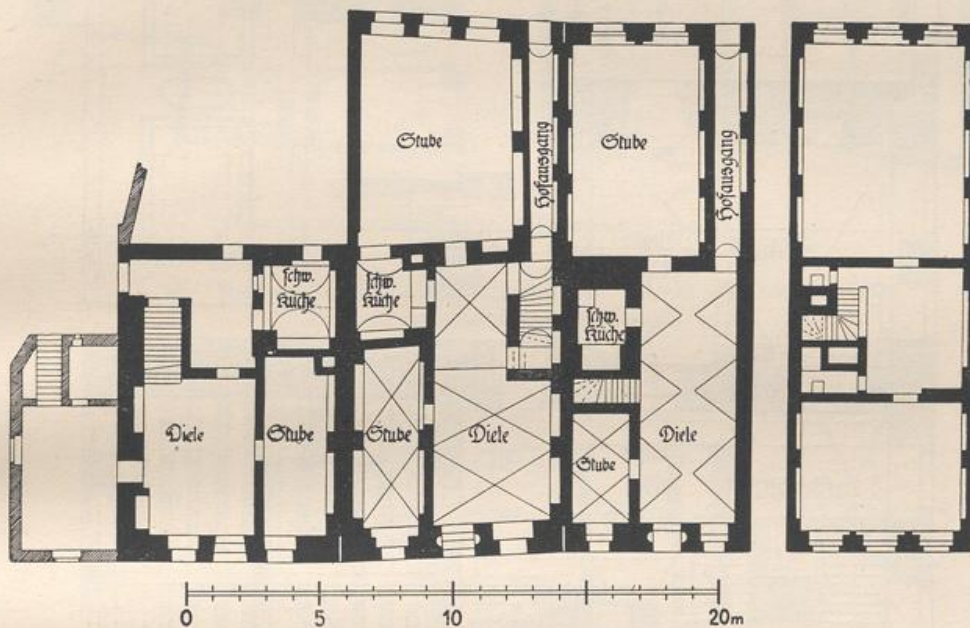 Stube
Hofausgang
Stube
Hofausgang
schw.
Küche
schw.
Küche
schw.
Küche
Diele
Stube
Stube
Diele
Stube
Diele
0 5 10 20m